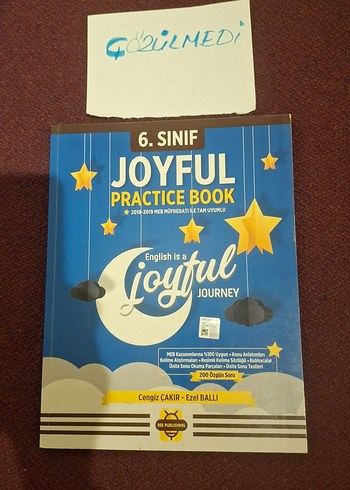 ÇÖZÜLMEDİ
6. SINIF
JOYFUL
PRACTICE BOOK
2018-2019 MEB MÜFREDATI İLE TAM UYUMLU
English is a
joyful
JOURNEY
MEB Kazanımlarına %100 Uygun • Konu Anlatımları
Kelime Alıştırmaları • Resimli Kelime Sözlüğü • Bulmacalar
Ünite Sonu Okuma Parçaları • Ünite Sonu Testleri
200 Özgün Soru
Cengiz ÇAKIR - Ezel BALLI
BEE PUBLISHING